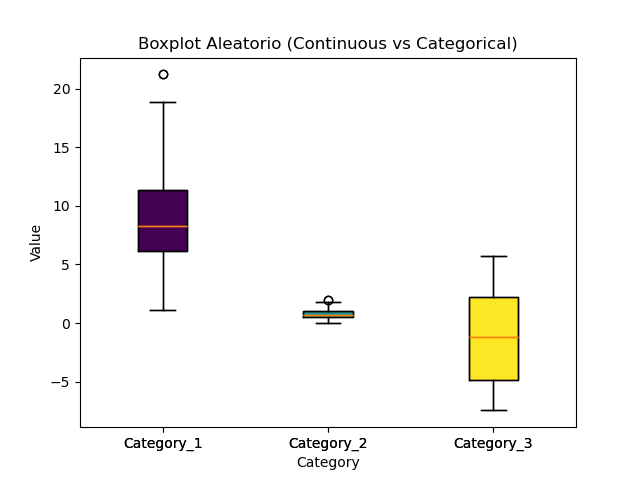 Boxplot Aleatorio (Continuous vs Categorical)
20
15
10
5
0
−5
Value
Category_1
Category_2
Category_3
Category